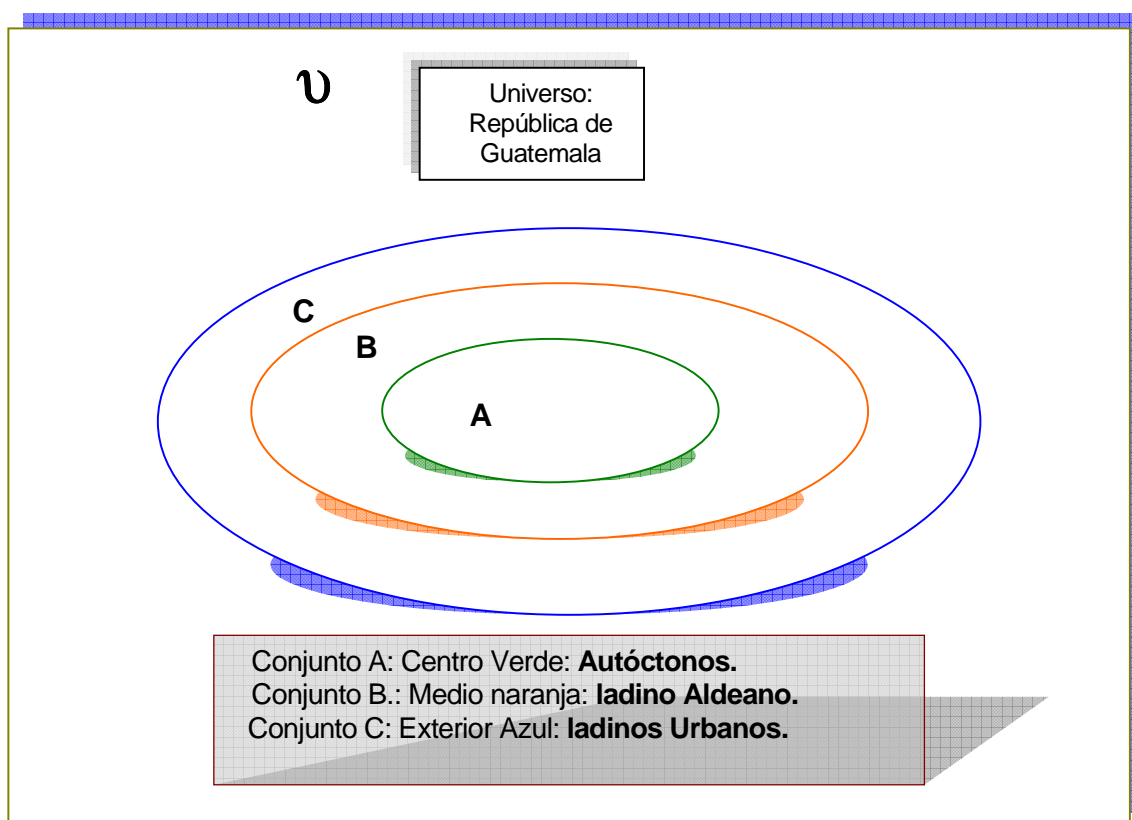 υ
Universo:
República de
Guatemala
C
B
A
Conjunto A: Centro Verde: Autóctonos.
Conjunto B.: Medio naranja: ladino Aldeano.
Conjunto C: Exterior Azul: ladinos Urbanos.